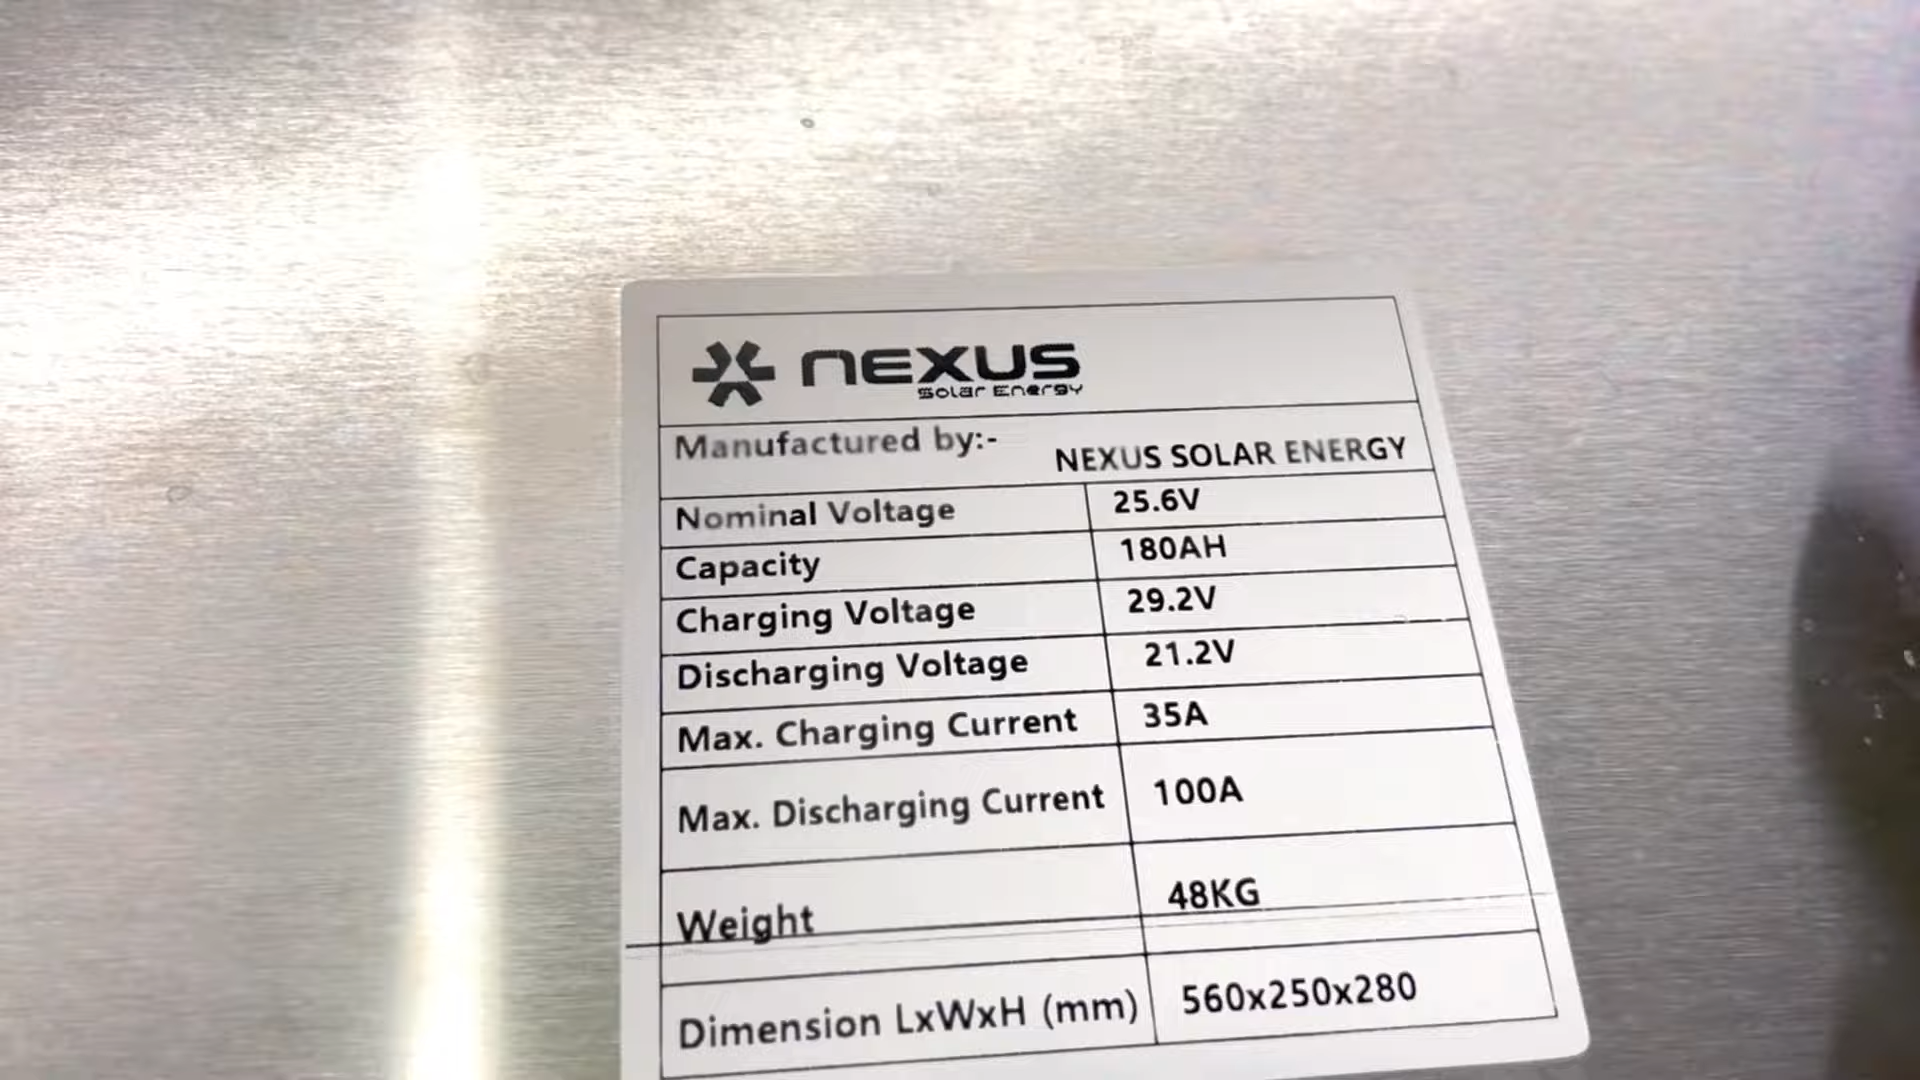 nexus
Solar Energy
Manufactured by:- NEXUS SOLAR ENERGY
Nominal Voltage 25.6V
Capacity 180AH
Charging Voltage 29.2V
Discharging Voltage 21.2V
Max. Charging Current 35A
Max. Discharging Current 100A
Weight 48KG
Dimension LxWxH (mm) 560x250x280